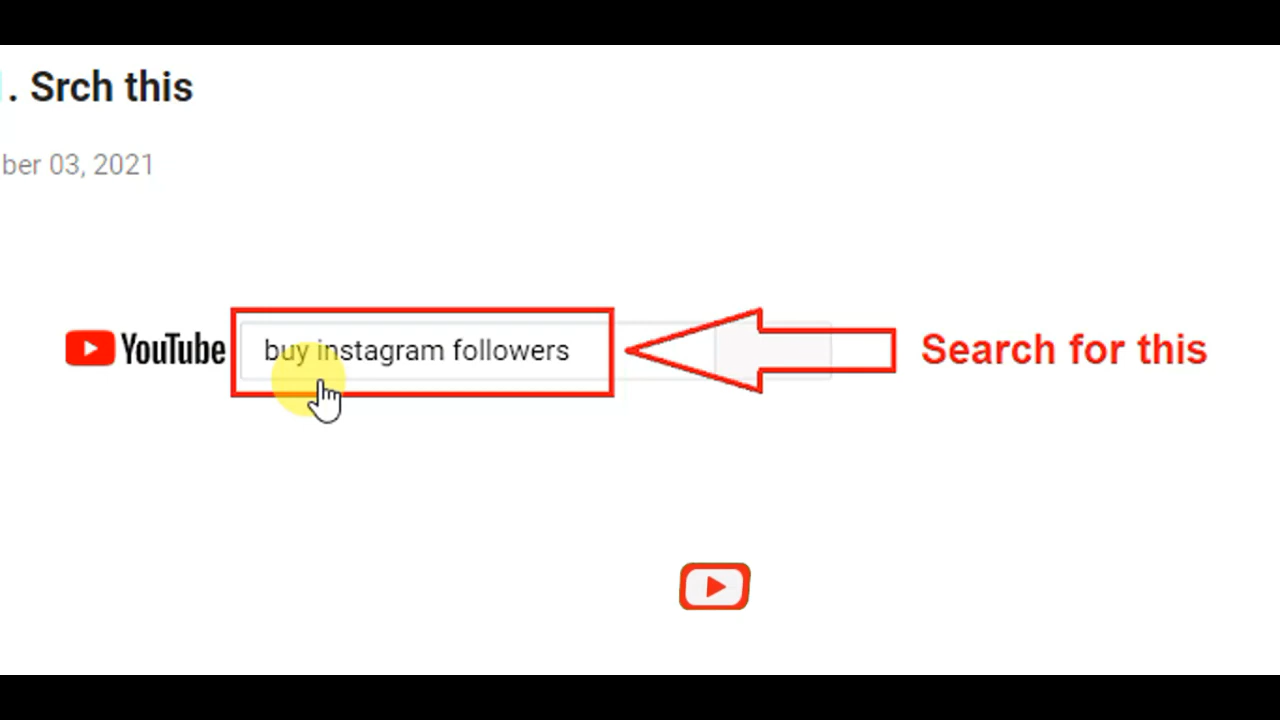 . Srch this
ber 03, 2021
YouTube
buy instagram followers
Search for this